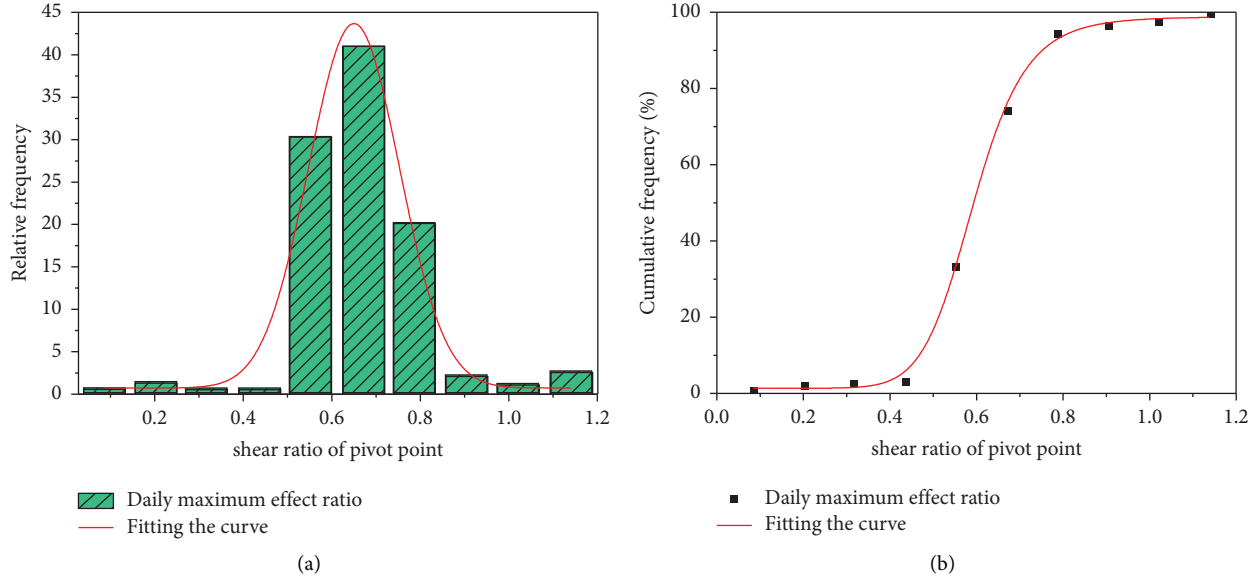 45
40
35
30
25
20
15
10
5
0
Relative frequency
0.2 0.4 0.6 0.8 1.0 1.2
shear ratio of pivot point
Daily maximum effect ratio
Fitting the curve
(a)
100
80
60
40
20
0
Cumulative frequency (%)
0.0 0.2 0.4 0.6 0.8 1.0 1.2
shear ratio of pivot point
Daily maximum effect ratio
Fitting the curve
(b)